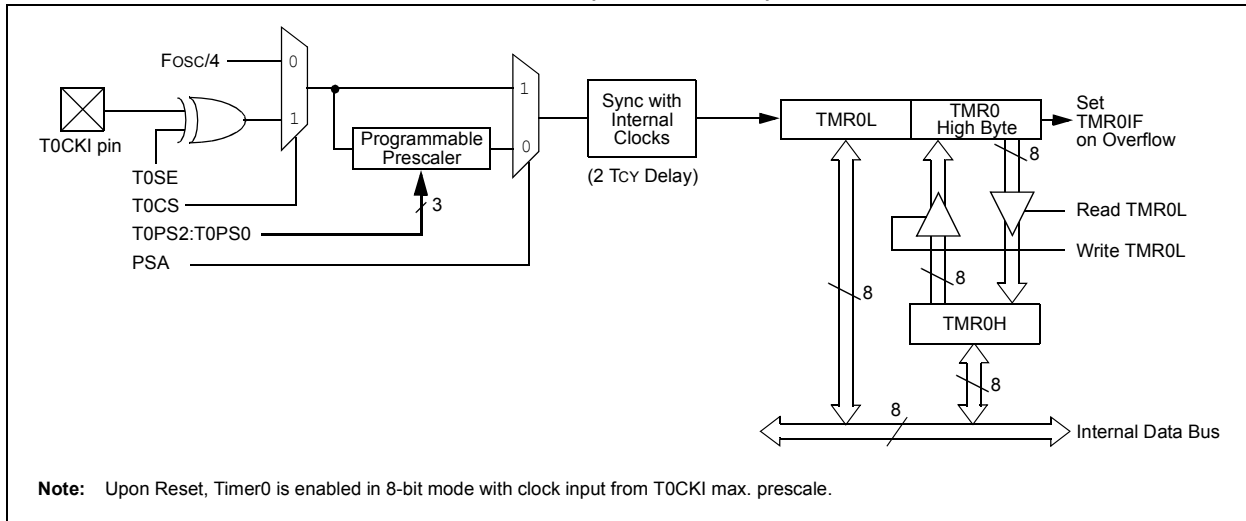 FOSC/4
0
1
T0CKI pin
T0SE
T0CS
T0PS2:T0PS0
PSA
Programmable
Prescaler
3
1
0
Sync with
Internal
Clocks
(2 TCY Delay)
TMR0L
TMR0
High Byte
Set
TMR0IF
on Overflow
8
Read TMR0L
Write TMR0L
8
8
TMR0H
8
8
Internal Data Bus
Note: Upon Reset, Timer0 is enabled in 8-bit mode with clock input from T0CKI max. prescale.